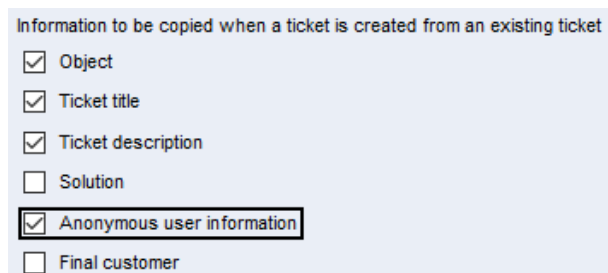 Information to be copied when a ticket is created from an existing ticket
Object
Ticket title
Ticket description
Solution
Anonymous user information
Final customer